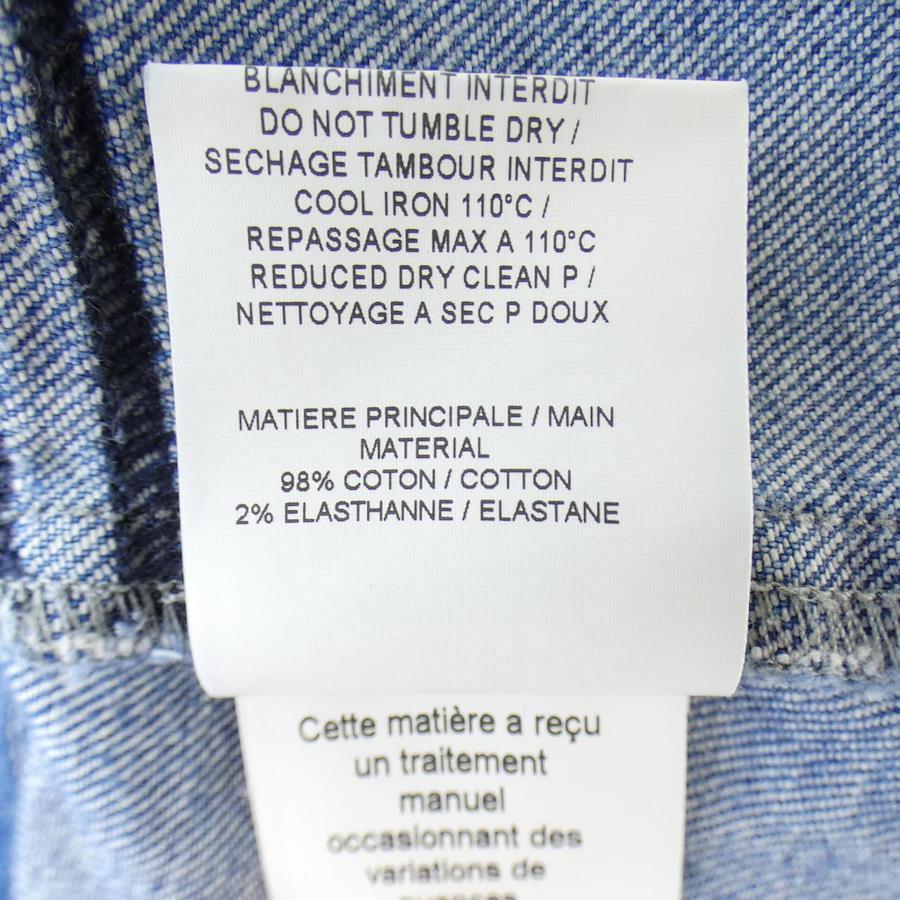 BLANCHIMENT INTERDIT
DO NOT TUMBLE DRY /
SECHAGE TAMBOUR INTERDIT
COOL IRON 110°C /
REPASSAGE MAX A 110°C
REDUCED DRY CLEAN P /
NETTOYAGE A SEC P DOUX
MATIERE PRINCIPALE / MAIN
MATERIAL
98% COTON / COTTON
2% ELASTHANNE / ELASTANE
Cette matière a reçu
un traitement
manuel
occasionnant des
variations de